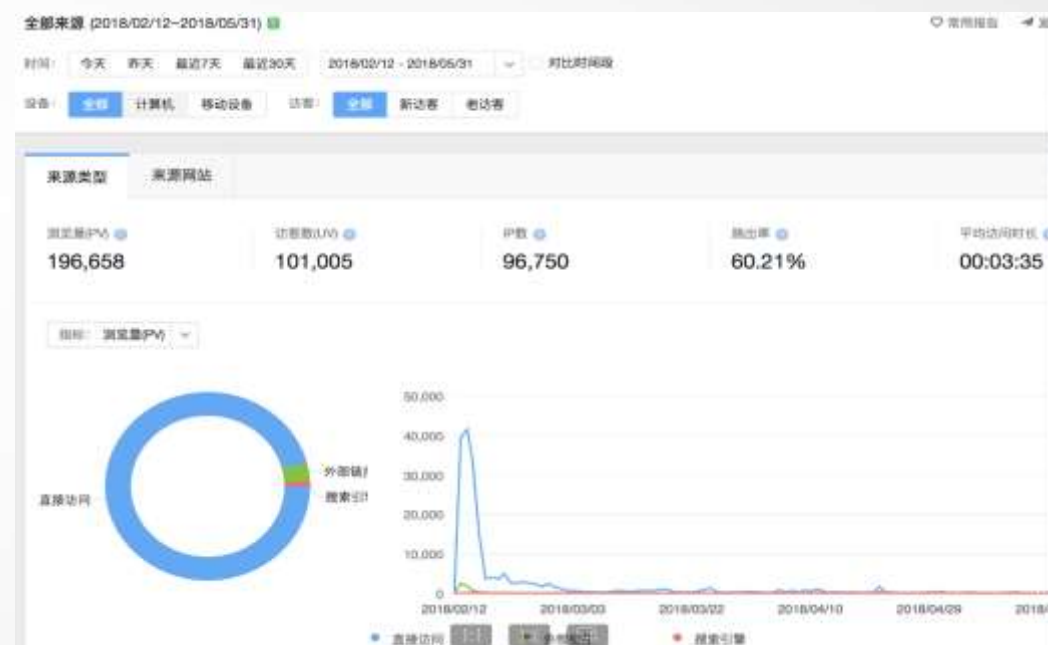 全部来源 (2018/02/12~2018/05/31)
常用报告
时间: 今天 昨天 最近7天 最近30天 2018/02/12 - 2018/05/31 对比时间段
设备: 全部 计算机 移动设备 访客: 全部 新访客 老访客
来源类型 来源网站
浏览量(PV) 访客数(UV) IP数 跳出率 平均访问时长
196,658 101,005 96,750 60.21% 00:03:35
指标: 浏览量(PV)
50,000
40,000
30,000
20,000
10,000
0
直接访问
外部链
搜索引
2018/02/12 2018/03/03 2018/03/22 2018/04/10 2018/04/29 2018/
直接访问 搜索引擎